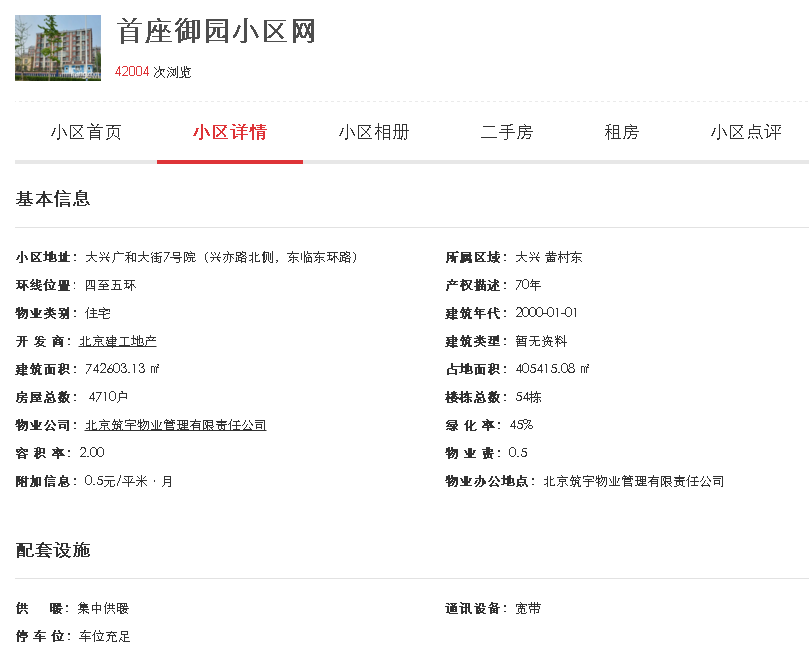 首座御园小区网
42004 次浏览
小区首页 小区详情 小区相册 二手房 租房 小区点评
基本信息
小区地址：大兴广和大街7号院（兴亦路北侧，东临东环路） 所属区域：大兴 黄村东
环线位置：四至五环 产权描述：70年
物业类别：住宅 建筑年代：2000-01-01
开 发 商：北京建工地产 建筑类型：暂无资料
建筑面积：742603.13 ㎡ 占地面积：405415.08 ㎡
房屋总数： 4710户 楼栋总数：54栋
物业公司：北京筑宇物业管理有限责任公司 绿 化 率：45%
容 积 率：2.00 物 业 费：0.5
附加信息：0.5元/平米·月 物业办公地点：北京筑宇物业管理有限责任公司
配套设施
供 暖：集中供暖 通讯设备：宽带
停 车 位：车位充足